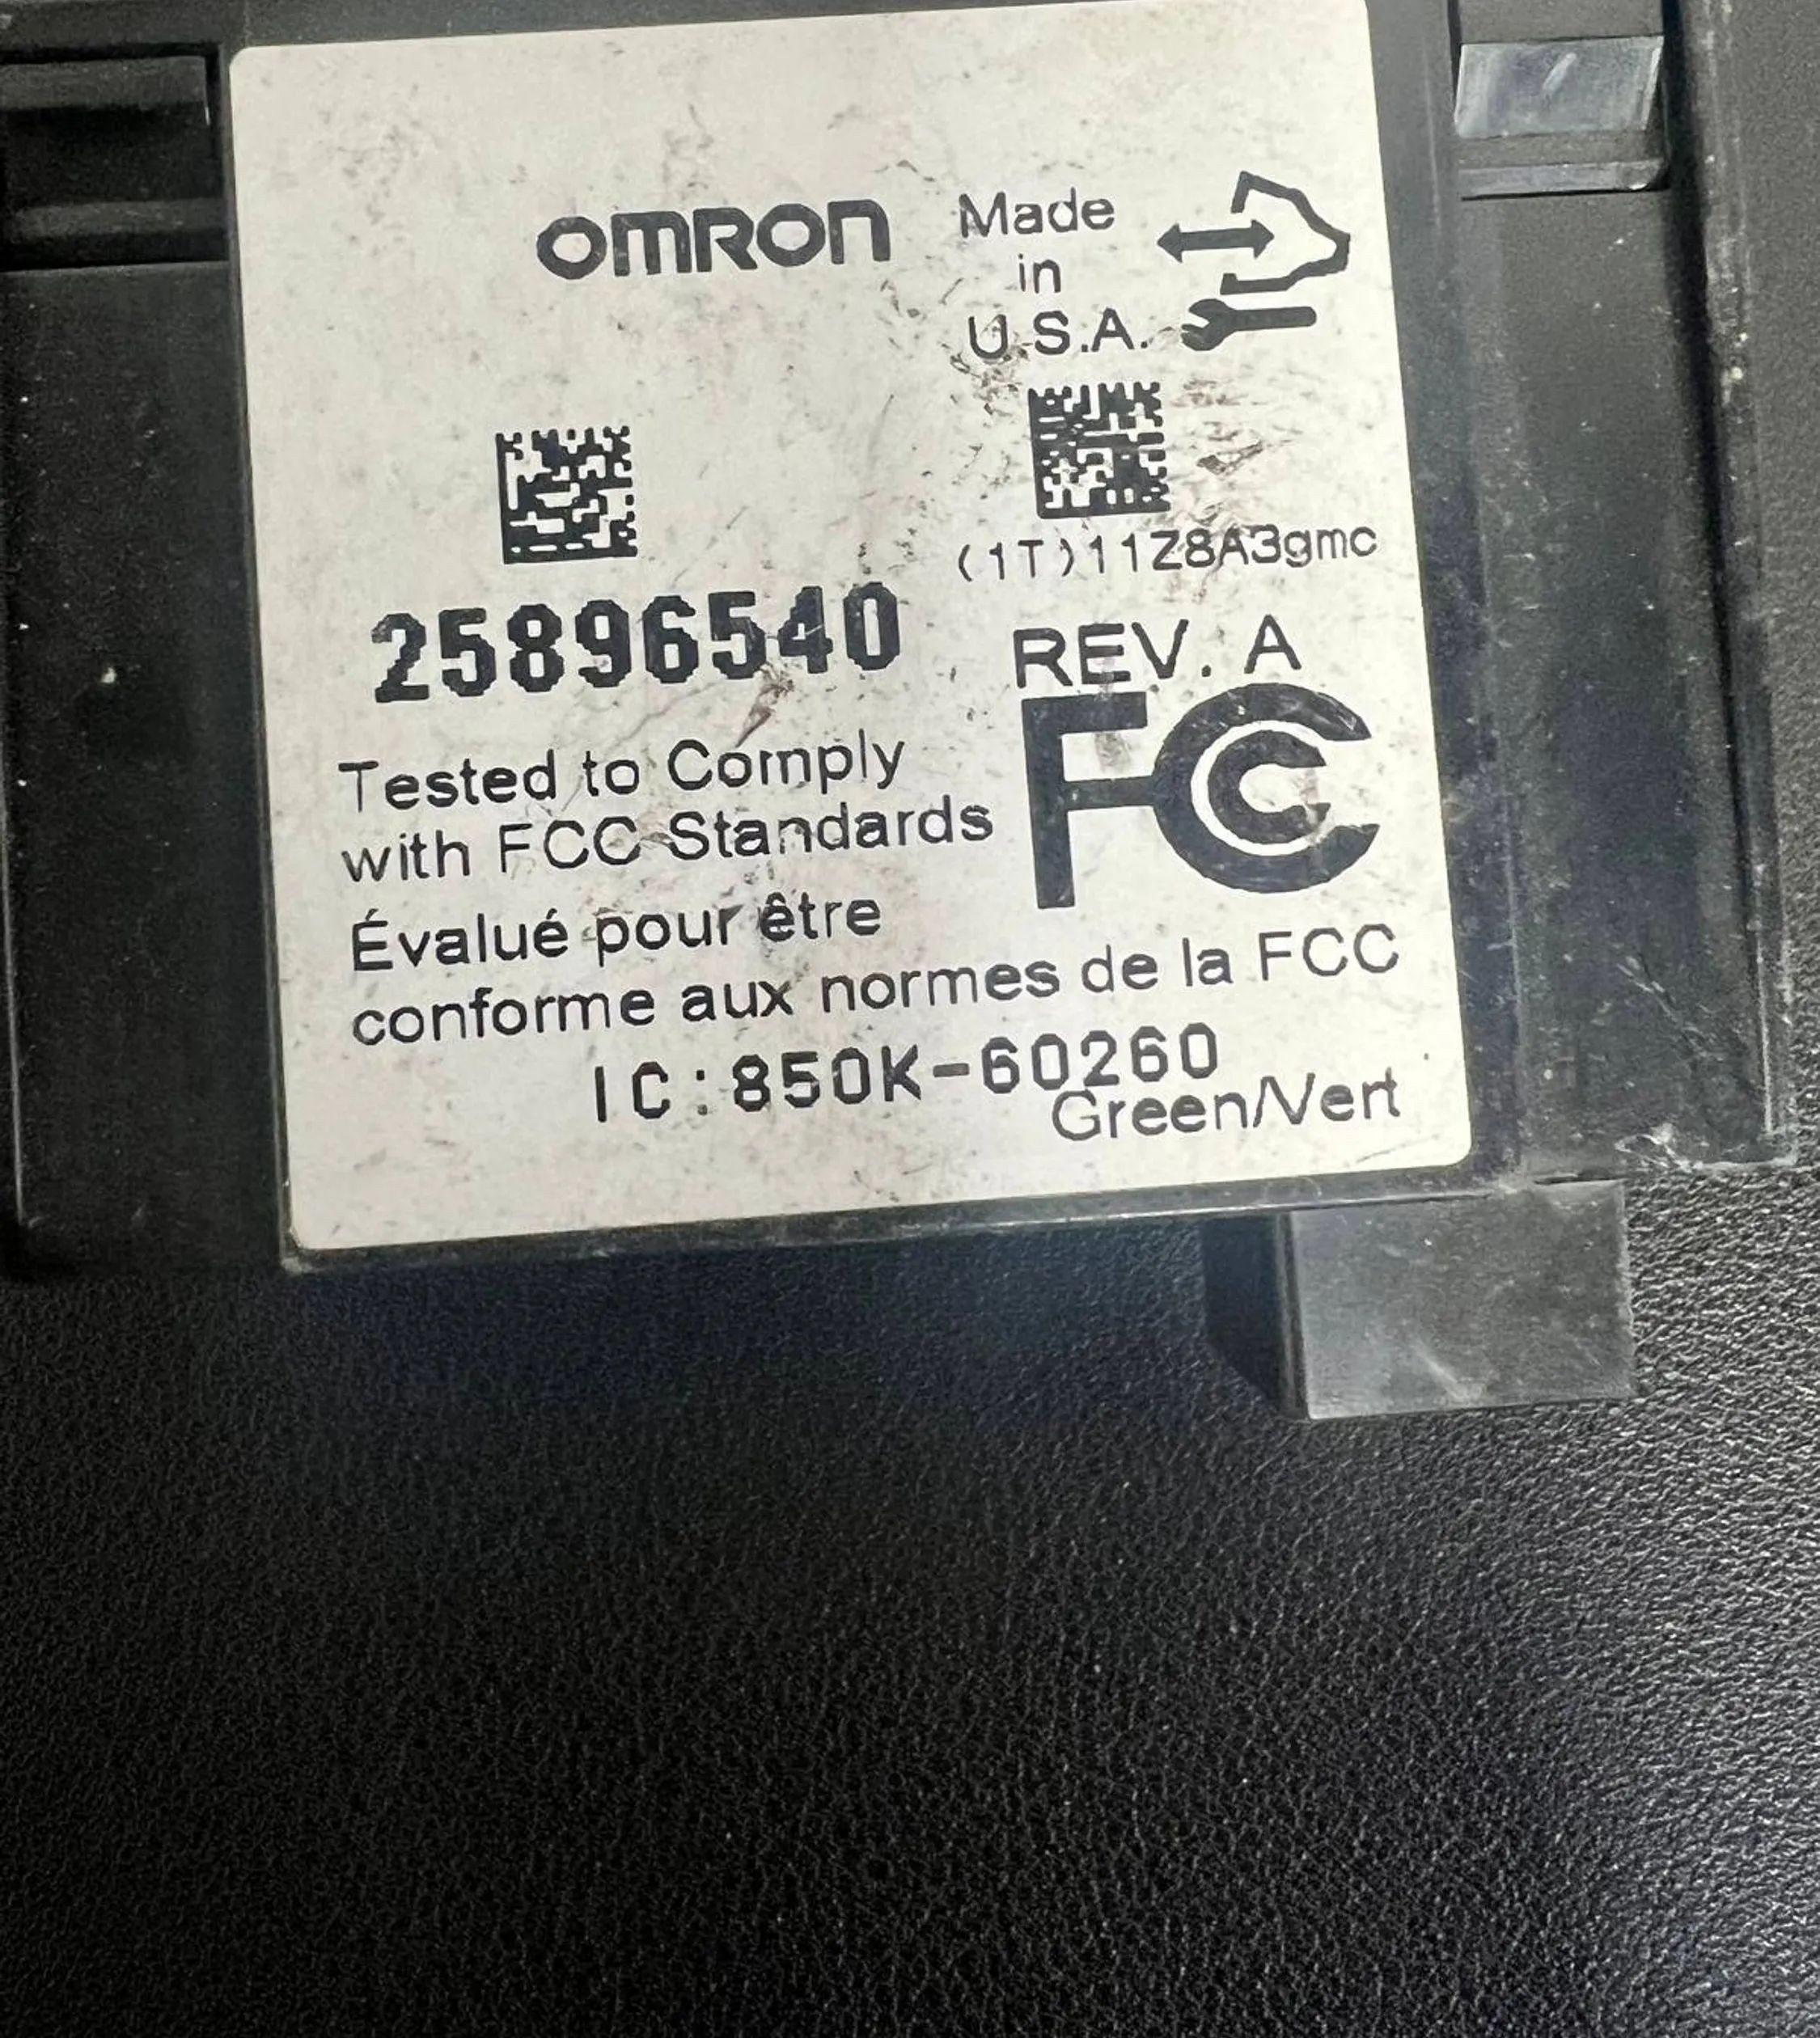 OMRON
Made
in
U.S.A.
(1T)11Z8A3gmc
25896540
REV. A
FC
Tested to Comply
with FCC Standards
Évalué pour être
conforme aux normes de la FCC
IC:850K-60260
Green/Vert